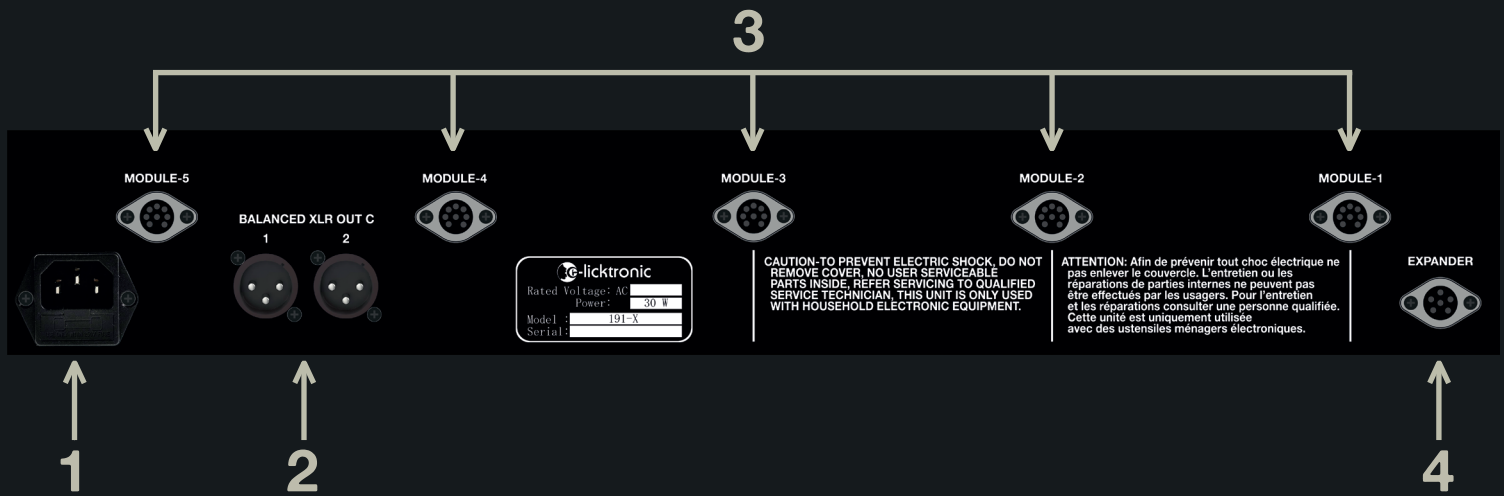 3
MODULE-5
MODULE-4
MODULE-3
MODULE-2
MODULE-1
BALANCED XLR OUT C
1 2
-licktronic
Rated Voltage: AC
Power: 30 W
Model : 191-X
Serial:
CAUTION-TO PREVENT ELECTRIC SHOCK, DO NOT
REMOVE COVER, NO USER SERVICEABLE
PARTS INSIDE, REFER SERVICING TO QUALIFIED
SERVICE TECHNICIAN, THIS UNIT IS ONLY USED
WITH HOUSEHOLD ELECTRONIC EQUIPMENT.
ATTENTION: Afin de prévenir tout choc électrique ne
pas enlever le couvercle. L'entretien ou les
réparations de parties internes ne peuvent pas
être effectués par les usagers. Pour l'entretien
et les réparations consulter une personne qualifiée.
Cette unité est uniquement utilisée
avec des ustensiles ménagers électroniques.
EXPANDER
1
2
4